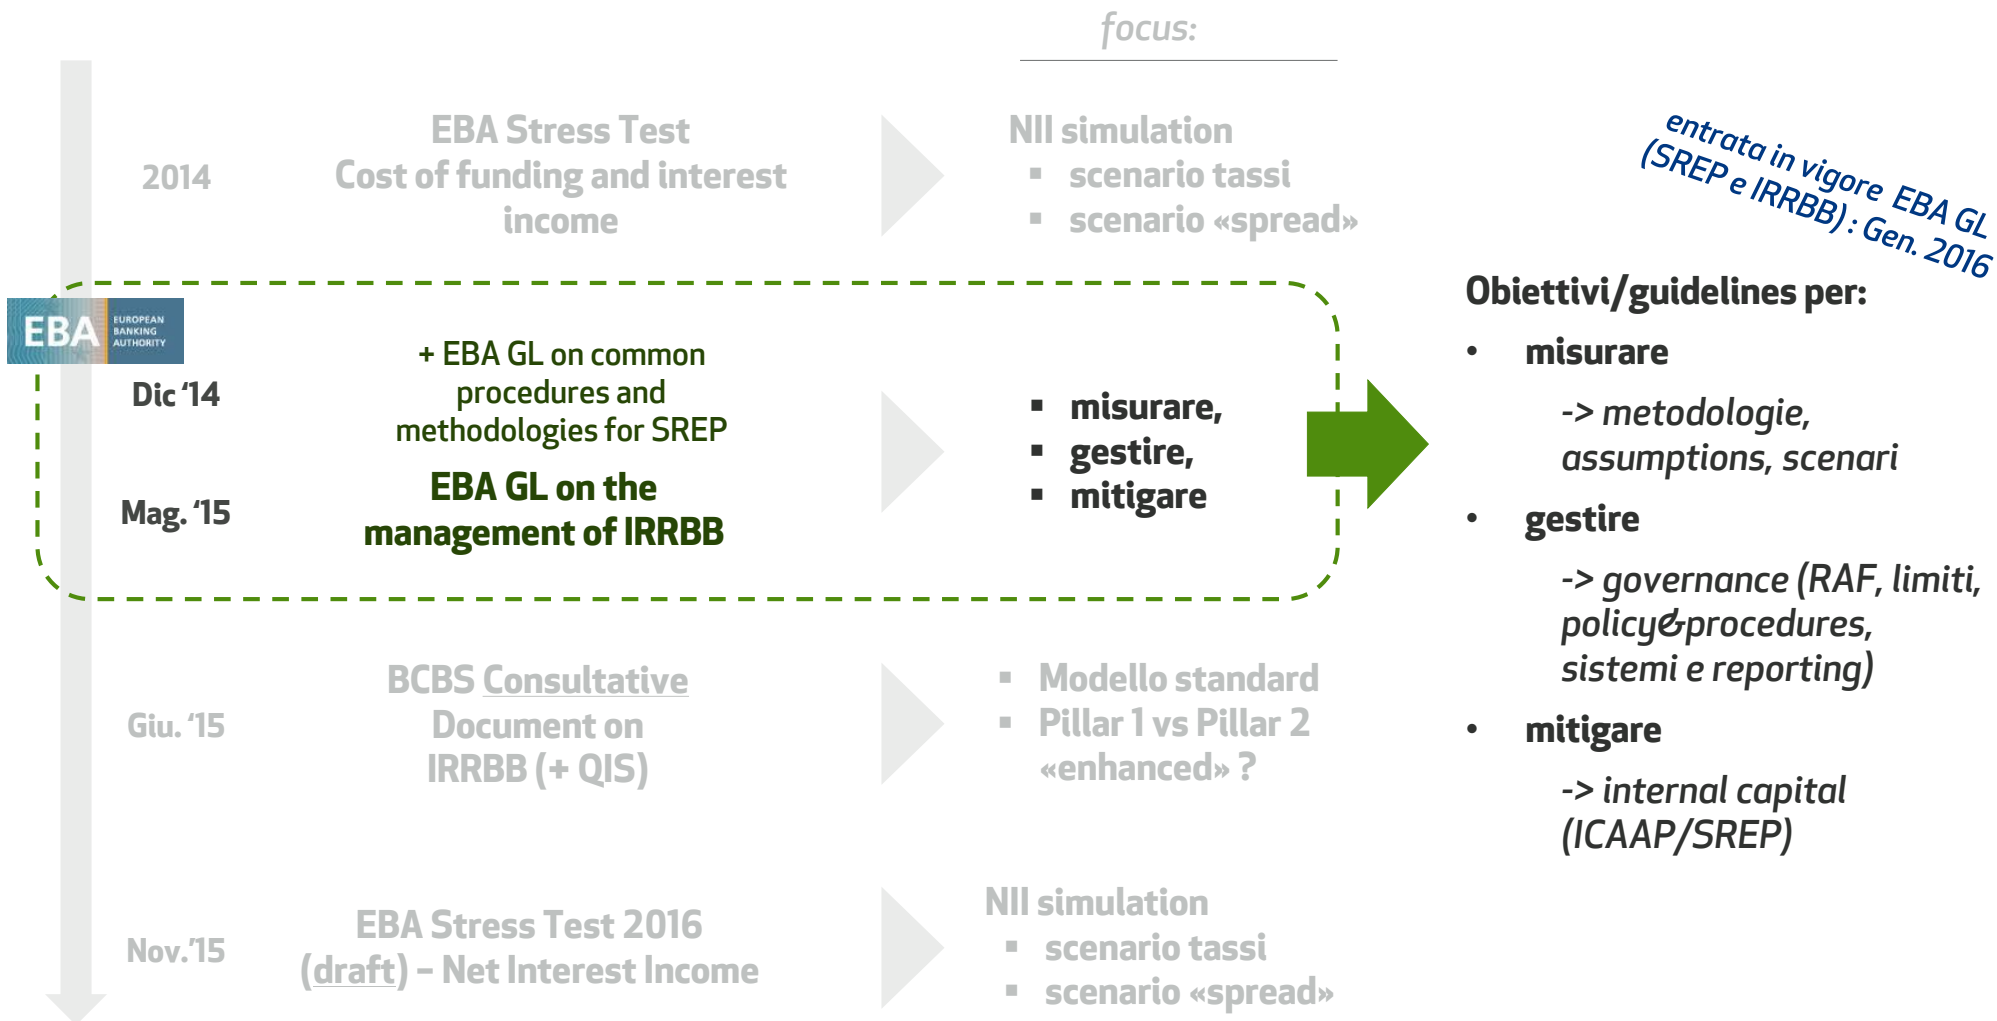 focus:
2014
EBA Stress Test
Cost of funding and interest
income
NII simulation
▪ scenario tassi
▪ scenario «spread»
entrata in vigore EBA GL
(SREP e IRRBB) : Gen. 2016
EBA
EUROPEAN
BANKING
AUTHORITY
Dic ‘14
+ EBA GL on common
procedures and
methodologies for SREP
Mag. ‘15
EBA GL on the
management of IRRBB
▪ misurare,
▪ gestire,
▪ mitigare
Obiettivi/guidelines per:
• misurare
-> metodologie,
assumptions, scenari
• gestire
-> governance (RAF, limiti,
policy&procedures,
sistemi e reporting)
• mitigare
-> internal capital
(ICAAP/SREP)
Giu. ‘15
BCBS Consultative
Document on
IRRBB (+ QIS)
▪ Modello standard
▪ Pillar 1 vs Pillar 2
«enhanced» ?
Nov.’15
EBA Stress Test 2016
(draft) – Net Interest Income
NII simulation
▪ scenario tassi
▪ scenario «spread»